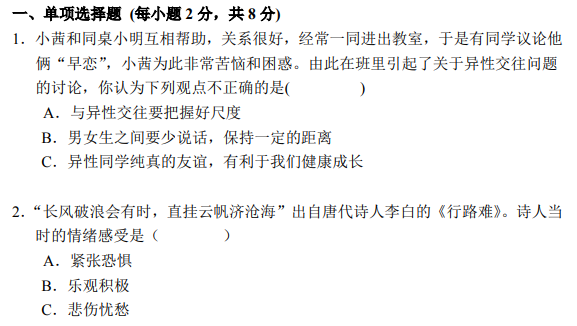 一、单项选择题 (每小题 2 分，共 8 分)
1．小茜和同桌小明互相帮助，关系很好，经常一同进出教室，于是有同学议论他
俩“早恋”，小茜为此非常苦恼和困惑。由此在班里引起了关于异性交往问题
的讨论，你认为下列观点不正确的是( )
A．与异性交往要把握好尺度
B．男女生之间要少说话，保持一定的距离
C．异性同学纯真的友谊，有利于我们健康成长
2．“长风破浪会有时，直挂云帆济沧海”出自唐代诗人李白的《行路难》。诗人当
时的情绪感受是（ ）
A．紧张恐惧
B．乐观积极
C．悲伤忧愁